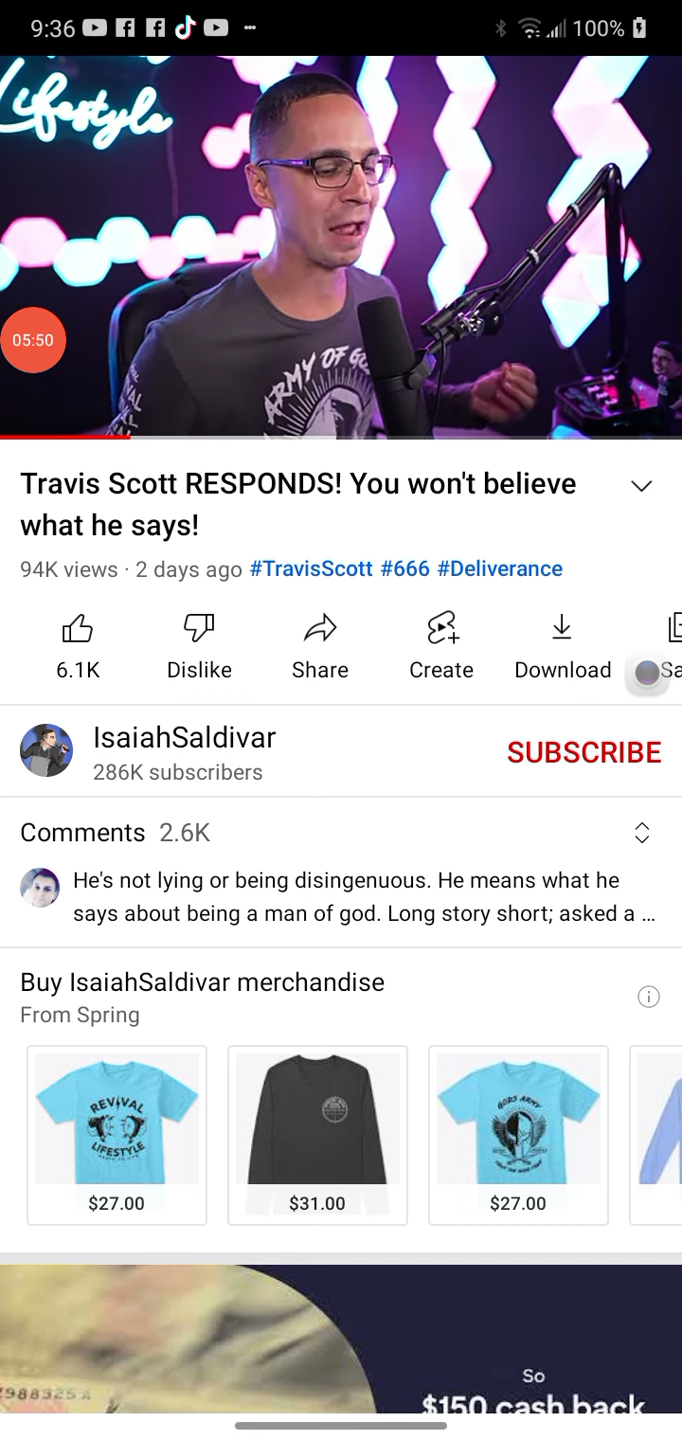 9:36
100%
Lifestyle
ARMY OF
05:50
Travis Scott RESPONDS! You won't believe
what he says!
94K views · 2 days ago #TravisScott #666 #Deliverance
6.1K
Dislike
Share
Create
Download
Sa
IsaiahSaldivar
286K subscribers
SUBSCRIBE
Comments 2.6K
He's not lying or being disingenuous. He means what he
says about being a man of god. Long story short; asked a ...
Buy IsaiahSaldivar merchandise
From Spring
REVIVAL
LIFESTYLE
GODS ARMY
$27.00
$31.00
$27.00
988325 A
So
$150 cash back